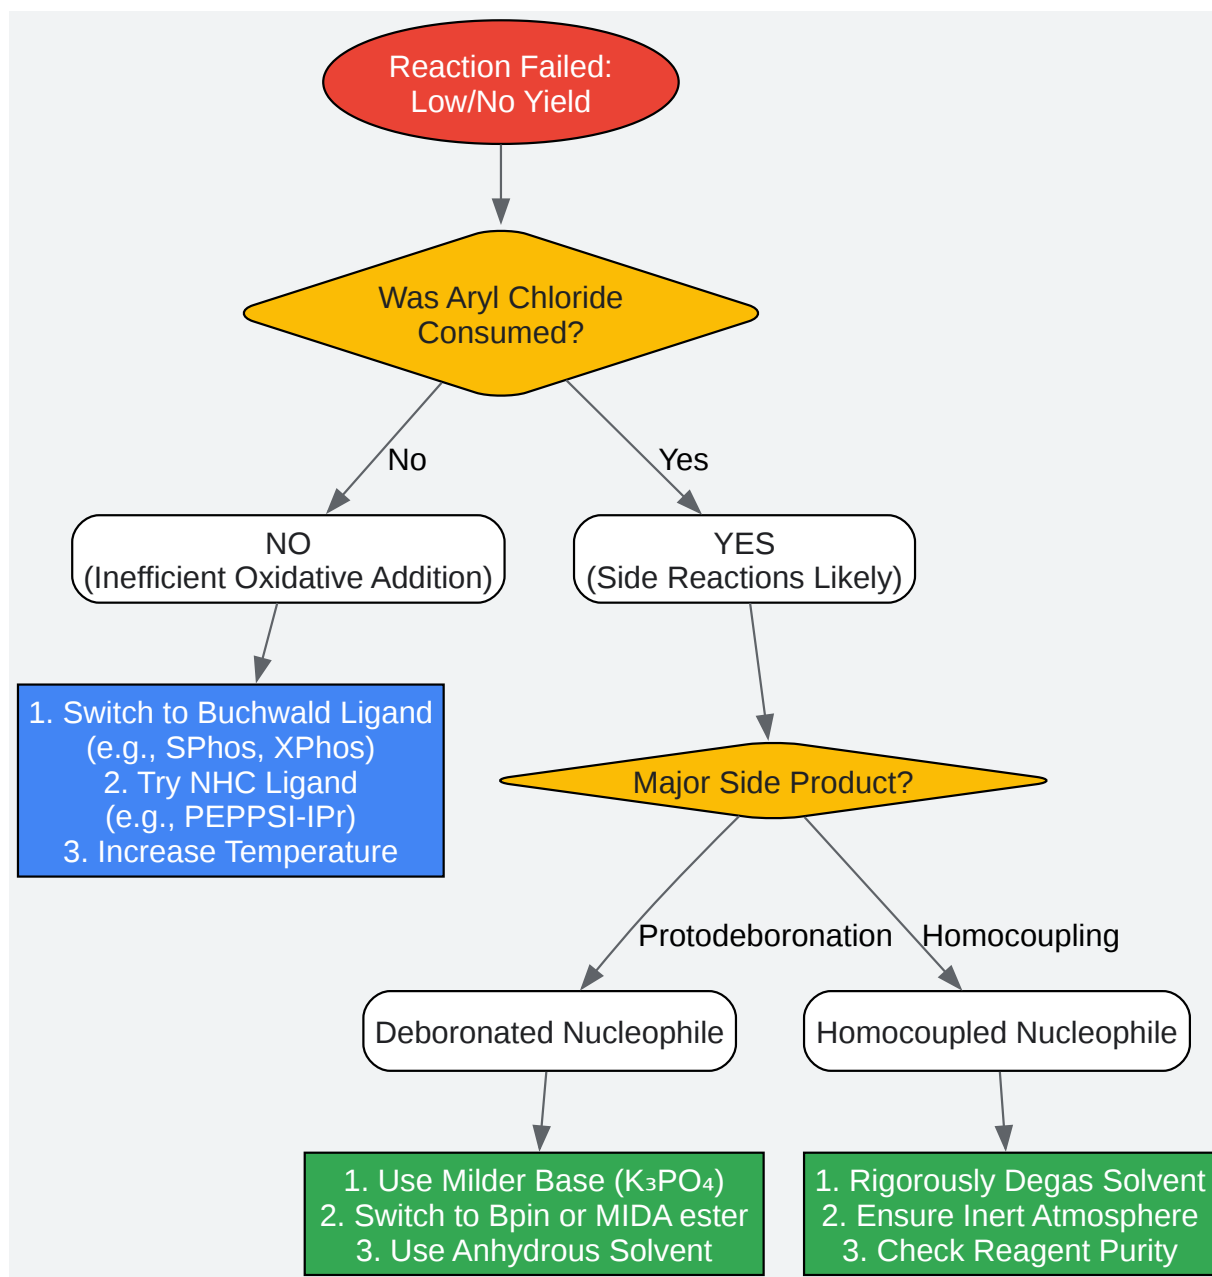 Reaction Failed:
Low/No Yield
Was Aryl Chloride
Consumed?
No
Yes
NO
(Inefficient Oxidative Addition)
YES
(Side Reactions Likely)
1. Switch to Buchwald Ligand
(e.g., SPhos, XPhos)
2. Try NHC Ligand
(e.g., PEPPSI-IPr)
3. Increase Temperature
Major Side Product?
Protodeboronation
Homocoupling
Deboronated Nucleophile
Homocoupled Nucleophile
1. Use Milder Base (K₃PO₄)
2. Switch to Bpin or MIDA ester
3. Use Anhydrous Solvent
1. Rigorously Degas Solvent
2. Ensure Inert Atmosphere
3. Check Reagent Purity